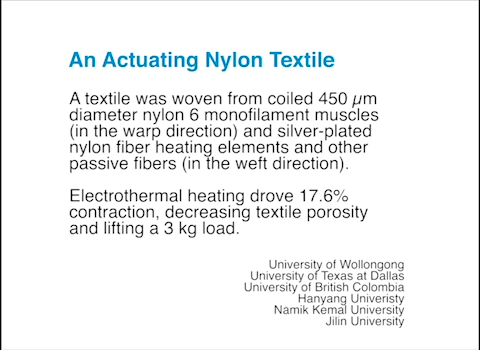 An Actuating Nylon Textile
A textile was woven from coiled 450 µm
diameter nylon 6 monofilament muscles
(in the warp direction) and silver-plated
nylon fiber heating elements and other
passive fibers (in the weft direction).
Electrothermal heating drove 17.6%
contraction, decreasing textile porosity
and lifting a 3 kg load.
University of Wollongong
University of Texas at Dallas
University of British Colombia
Hanyang Univeristy
Namik Kemal University
Jilin University